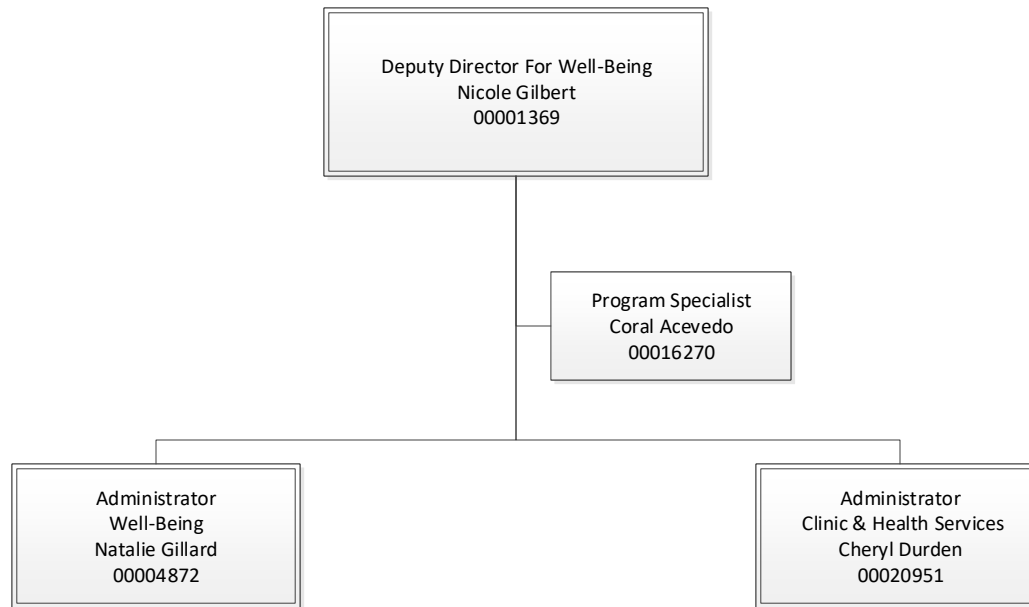 Deputy Director For Well-Being
Nicole Gilbert
00001369
Program Specialist
Coral Acevedo
00016270
Administrator
Well-Being
Natalie Gillard
00004872
Administrator
Clinic & Health Services
Cheryl Durden
00020951